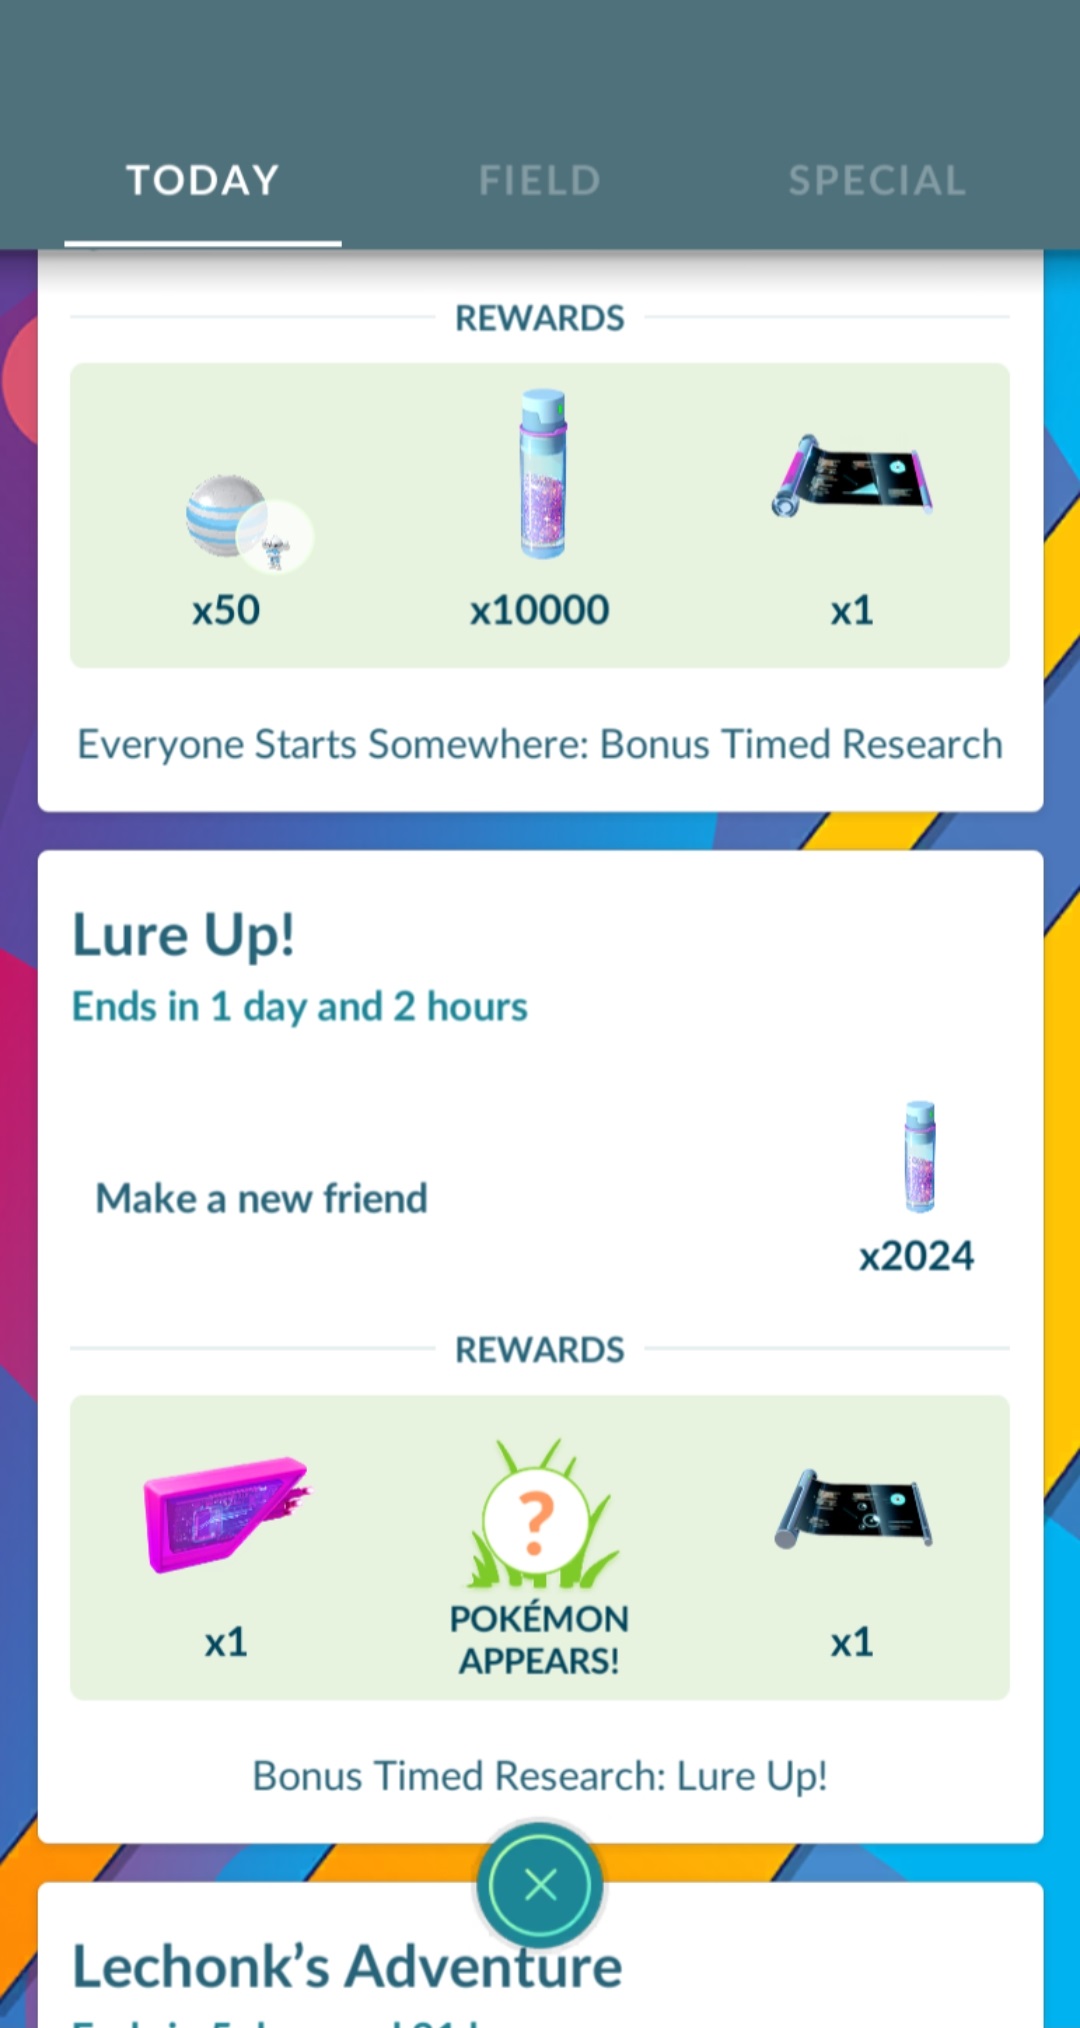 TODAY
FIELD
SPECIAL
REWARDS
x50
x10000
x1
Everyone Starts Somewhere: Bonus Timed Research
Lure Up!
Ends in 1 day and 2 hours
Make a new friend
x2024
REWARDS
x1
POKÉMON
APPEARS!
x1
Bonus Timed Research: Lure Up!
Lechonk’s Adventure